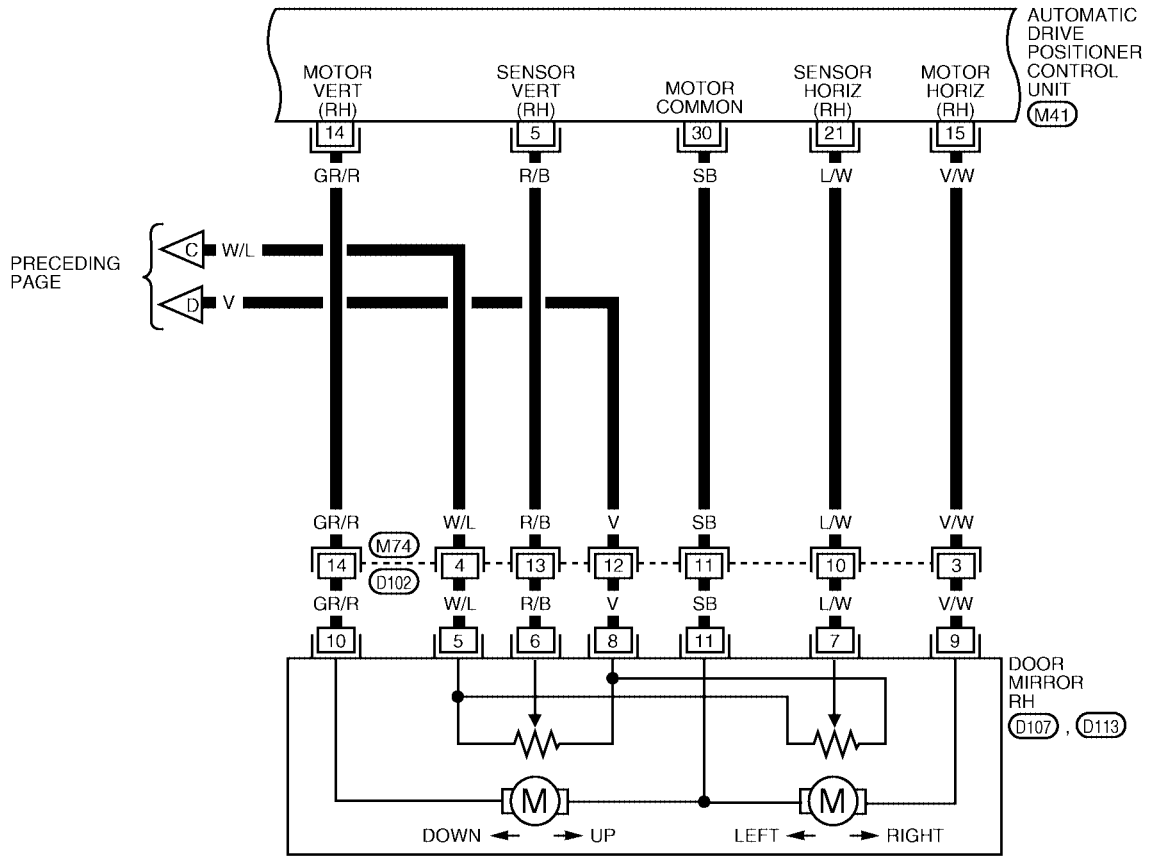 AUTOMATIC
DRIVE
POSITIONER
CONTROL
UNIT
M41
MOTOR
VERT
(RH)
SENSOR
VERT
(RH)
MOTOR
COMMON
SENSOR
HORIZ
(RH)
MOTOR
HORIZ
(RH)
14 5 30 21 15
GR/R R/B SB L/W V/W
PRECEDING
PAGE
C W/L
D V
GR/R W/L R/B V SB L/W V/W
M74
14 4 13 12 11 10 3
D102
GR/R W/L R/B V SB L/W V/W
10 5 6 8 11 7 9
DOOR
MIRROR
RH
D107 , D113
M M
DOWN UP LEFT RIGHT